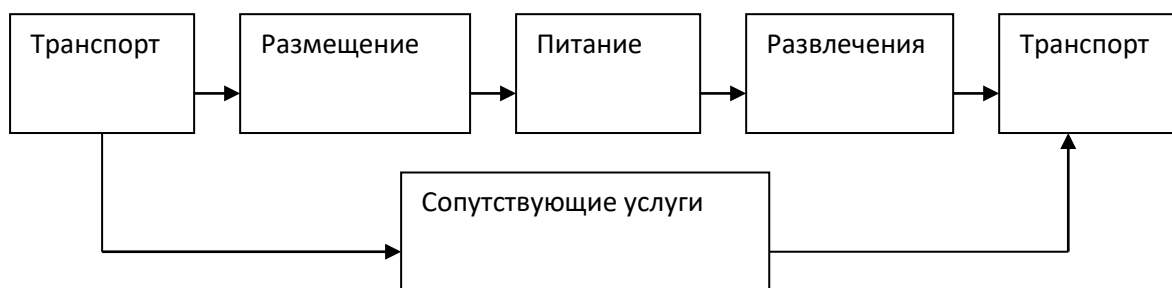 Транспорт
Размещение
Питание
Развлечения
Транспорт
Сопутствующие услуги